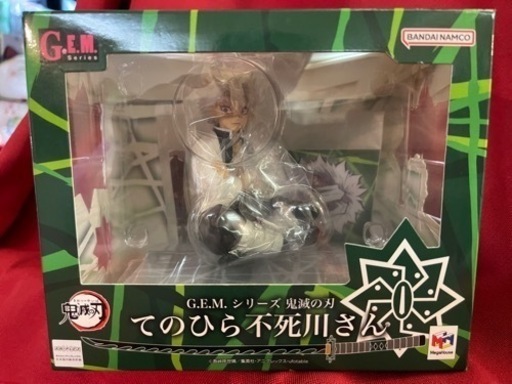 G.E.M.
Series
BANDAI NAMCO
G.E.M. シリーズ 鬼滅の刃
てのひら不死川さん
鬼滅の刃
MegaHouse